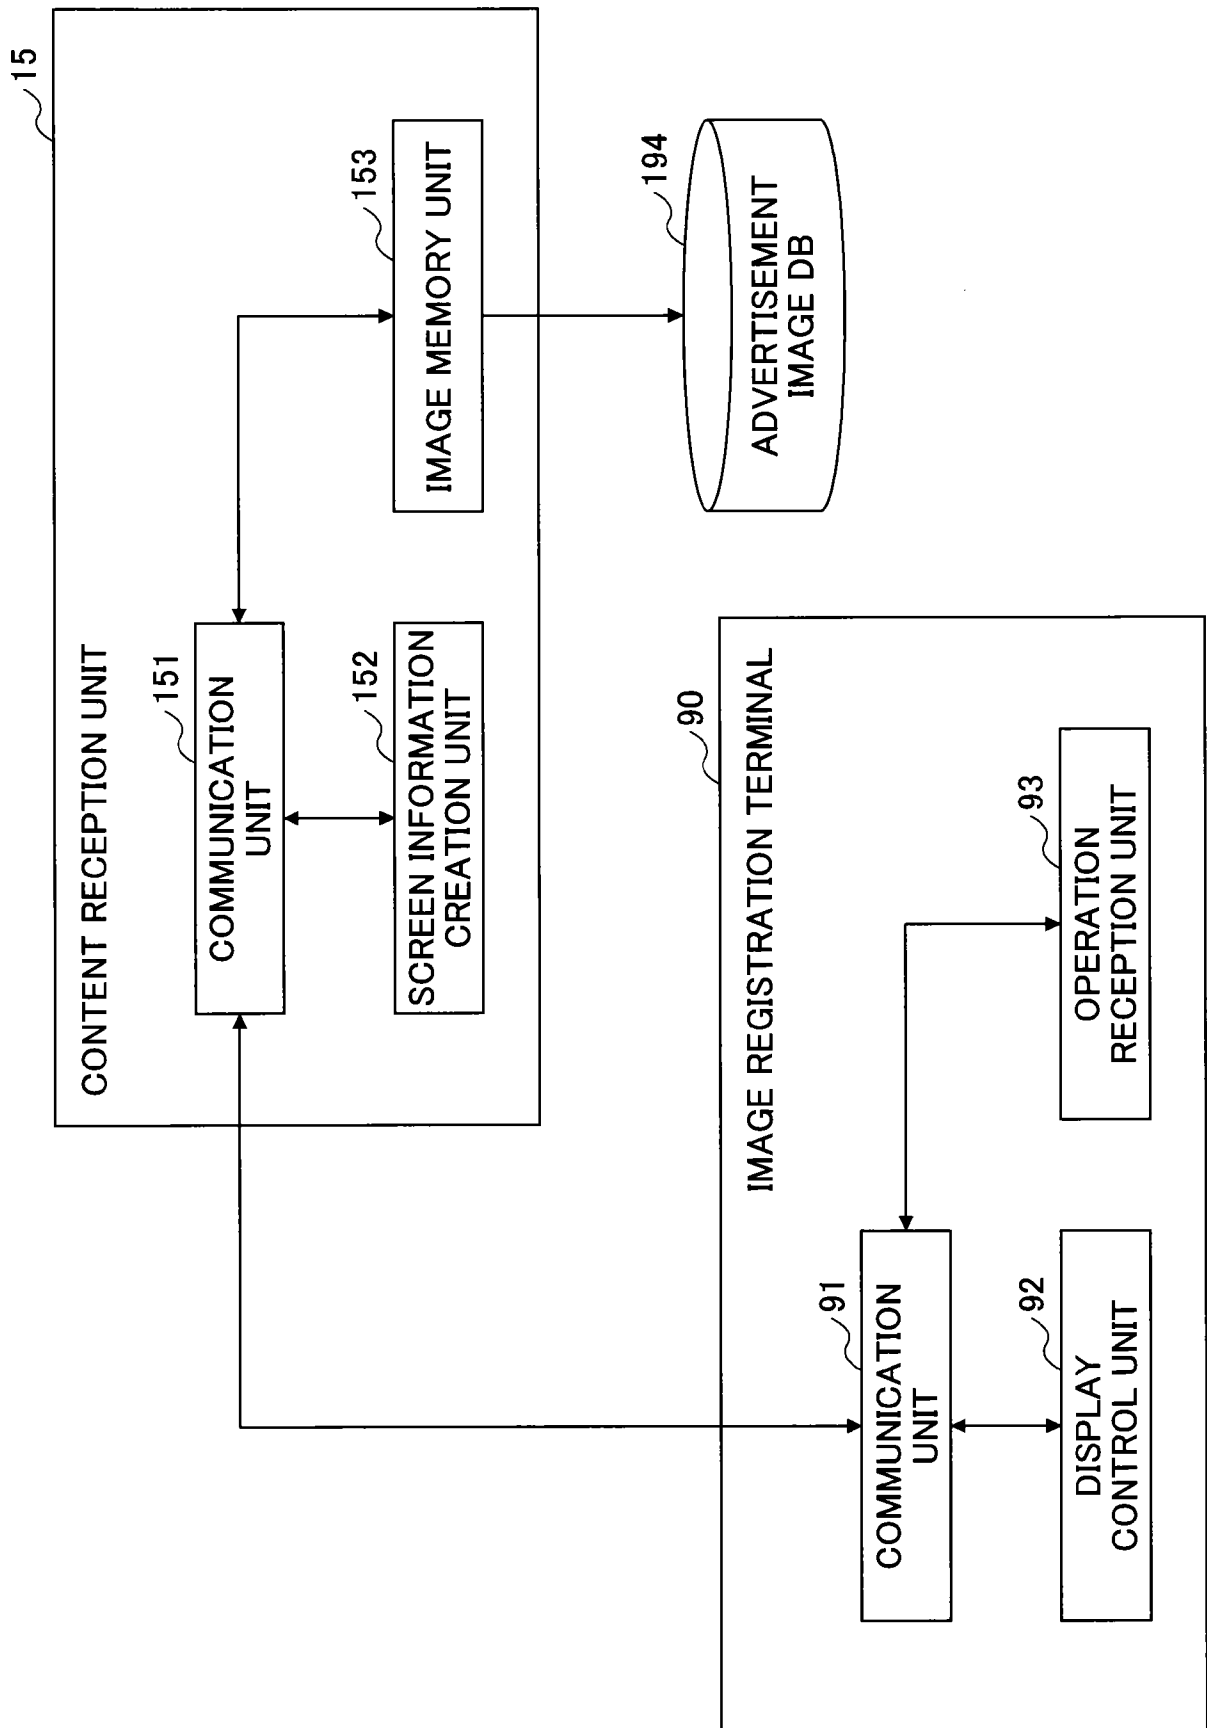 15
CONTENT RECEPTION UNIT
151
COMMUNICATION
UNIT
152
SCREEN INFORMATION
CREATION UNIT
153
IMAGE MEMORY UNIT
194
ADVERTISEMENT
IMAGE DB
90
IMAGE REGISTRATION TERMINAL
91
COMMUNICATION
UNIT
92
DISPLAY
CONTROL UNIT
93
OPERATION
RECEPTION UNIT